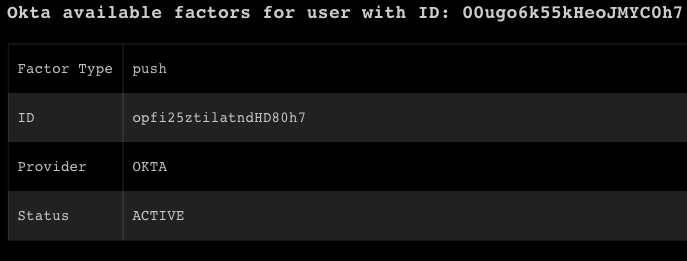 Okta available factors for user with ID: 00ugo6k55kHeoJMYC0h7
Factor Type push
ID opfi25ztilatndHD80h7
Provider OKTA
Status ACTIVE